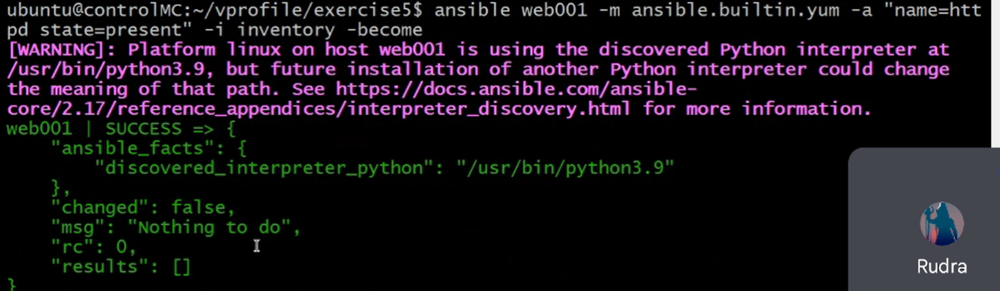 ubuntu@controlMC:~/vprofile/exercise5$ ansible web001 -m ansible.builtin.yum -a "name=htt
pd state=present" -i inventory -become
[WARNING]: Platform linux on host web001 is using the discovered Python interpreter at
/usr/bin/python3.9, but future installation of another Python interpreter could change
the meaning of that path. See https://docs.ansible.com/ansible-
core/2.17/reference_appendices/interpreter_discovery.html for more information.
web001 | SUCCESS => {
    "ansible_facts": {
        "discovered_interpreter_python": "/usr/bin/python3.9"
    },
    "changed": false,
    "msg": "Nothing to do",
    "rc": 0,
    "results": []
}
Rudra